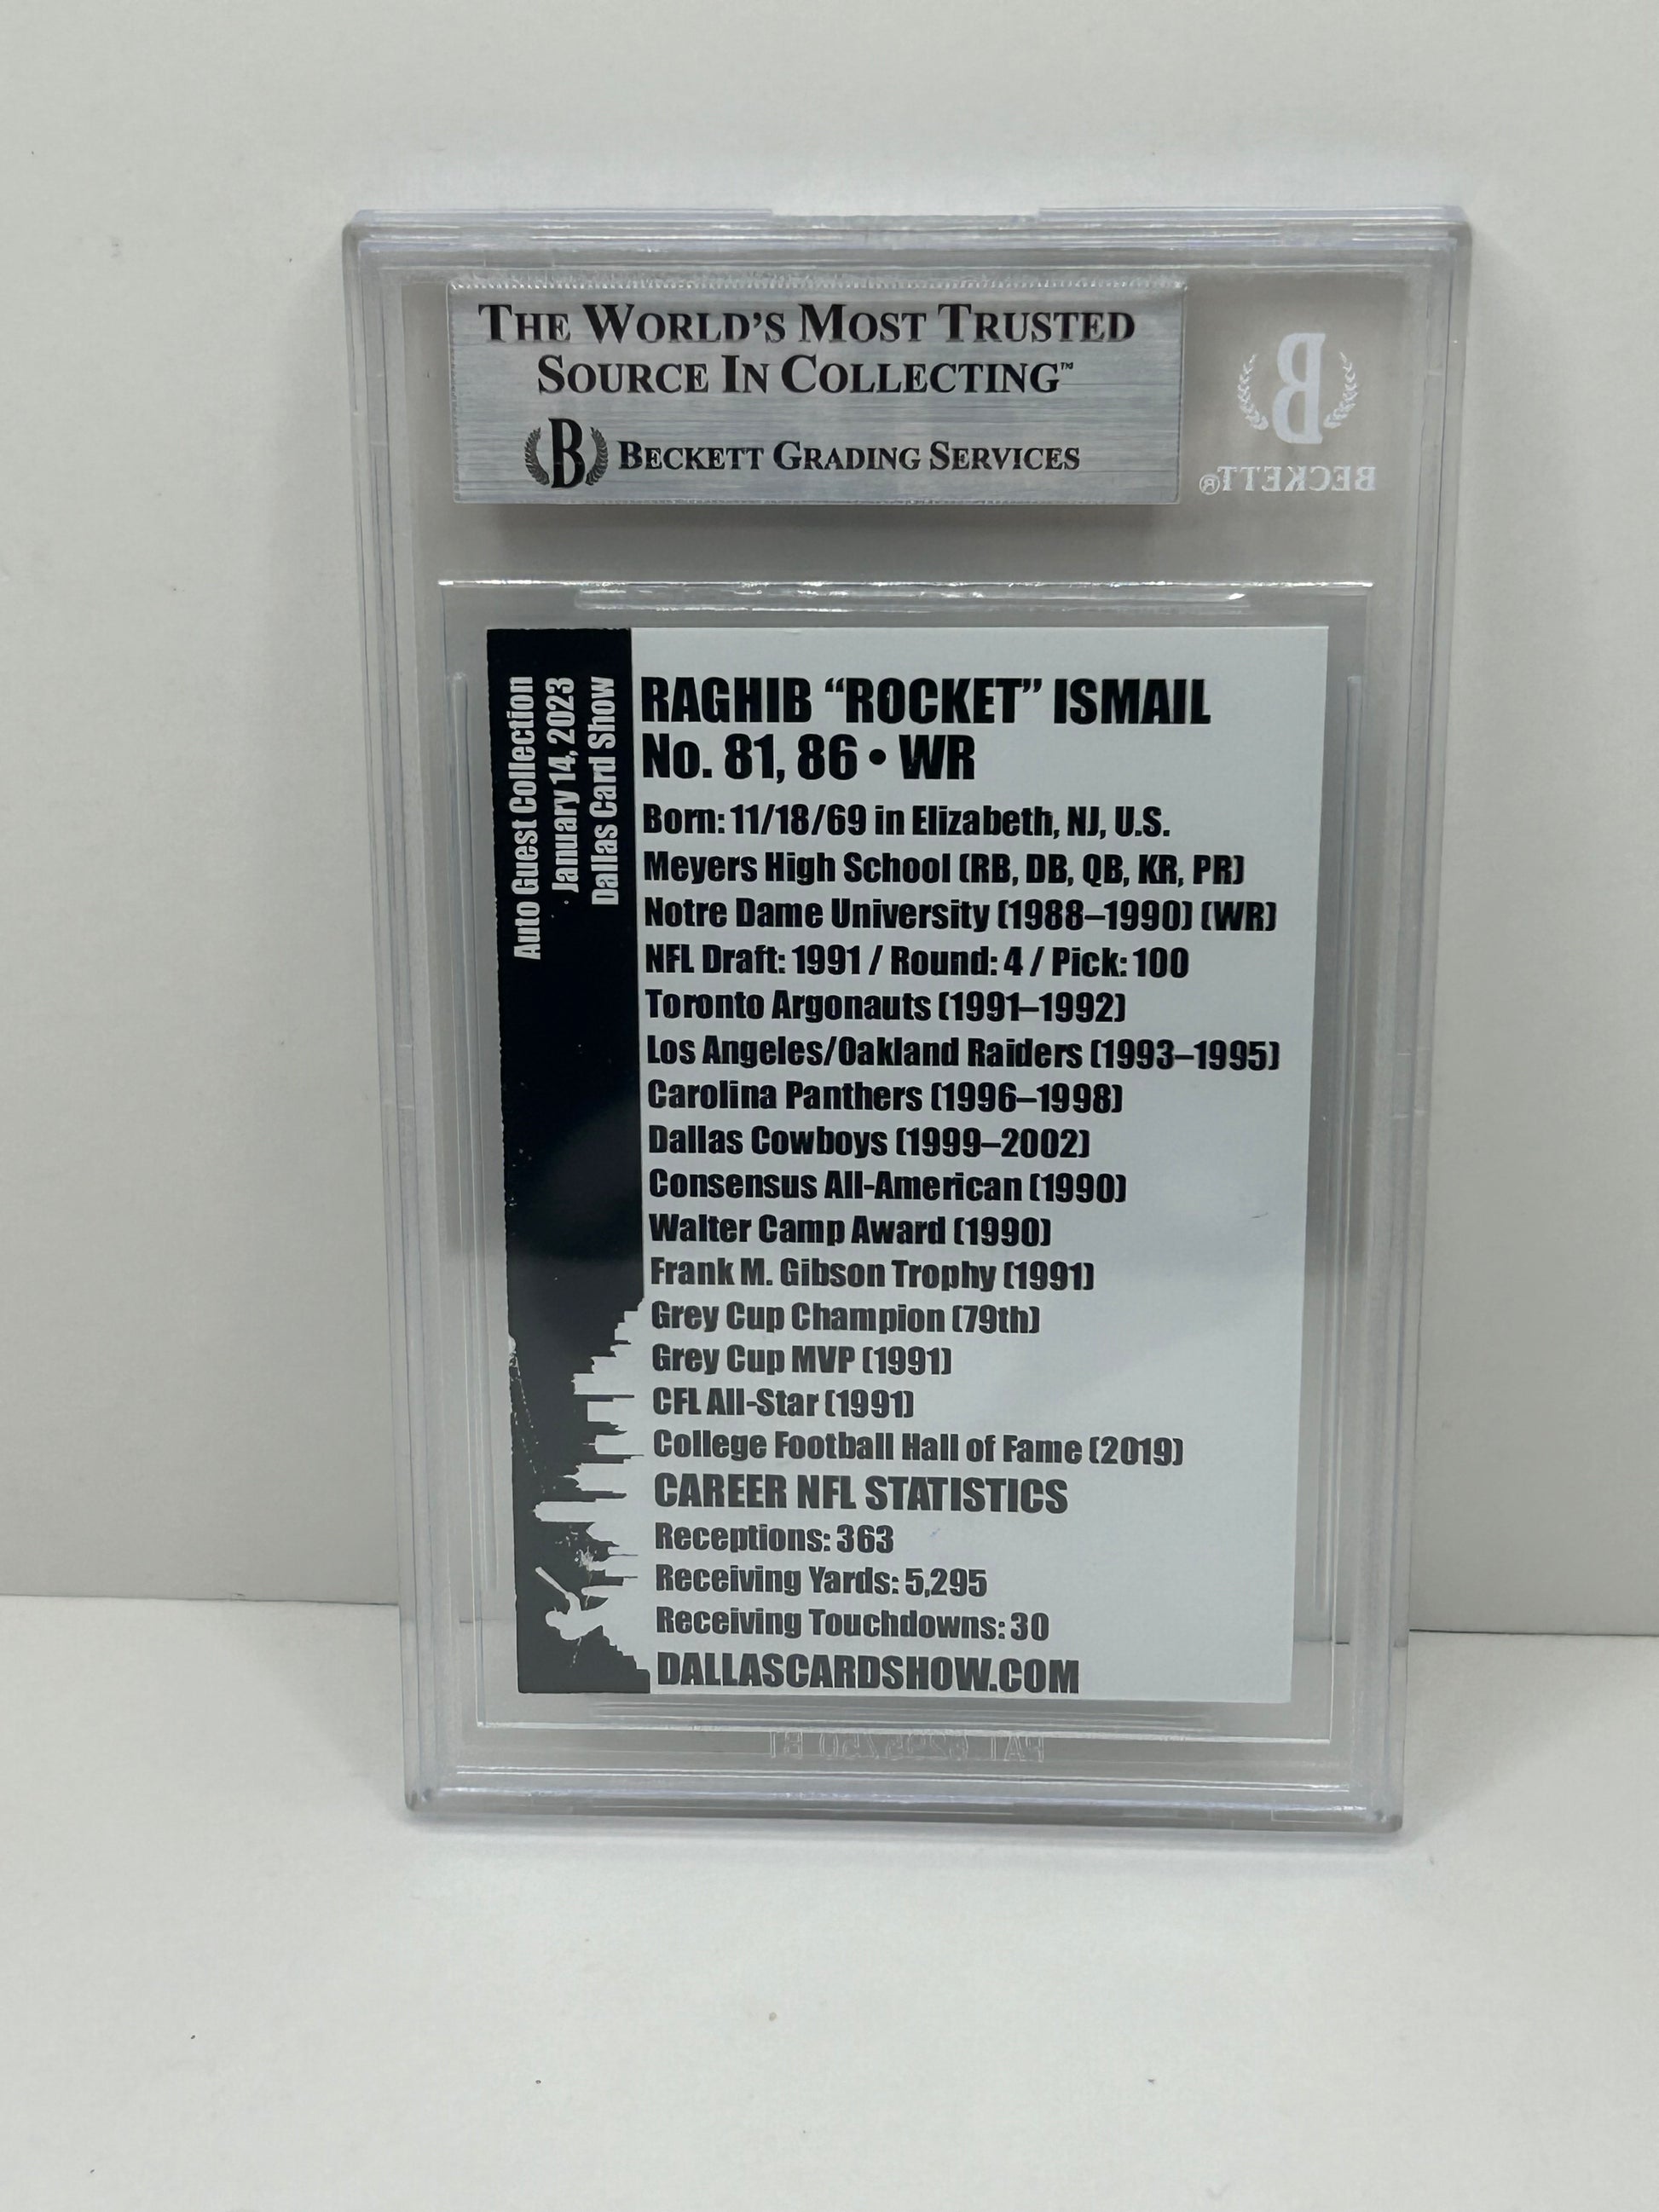 THE WORLD'S MOST TRUSTED
SOURCE IN COLLECTING™
B BECKETT GRADING SERVICES
B
BECKETT®
Auto Guest Collection
January 14, 2023
Dallas Card Show
RAGHIB “ROCKET” ISMAIL
No. 81, 86 • WR
Born: 11/18/69 in Elizabeth, NJ, U.S.
Meyers High School (RB, DB, QB, KR, PR)
Notre Dame University (1988–1990) (WR)
NFL Draft: 1991 / Round: 4 / Pick: 100
Toronto Argonauts (1991–1992)
Los Angeles/Oakland Raiders (1993–1995)
Carolina Panthers (1996–1998)
Dallas Cowboys (1999–2002)
Consensus All-American (1990)
Walter Camp Award (1990)
Frank M. Gibson Trophy (1991)
Grey Cup Champion (79th)
Grey Cup MVP (1991)
CFL All-Star (1991)
College Football Hall of Fame (2019)
CAREER NFL STATISTICS
Receptions: 363
Receiving Yards: 5,295
Receiving Touchdowns: 30
DALLASCARDSHOW.COM